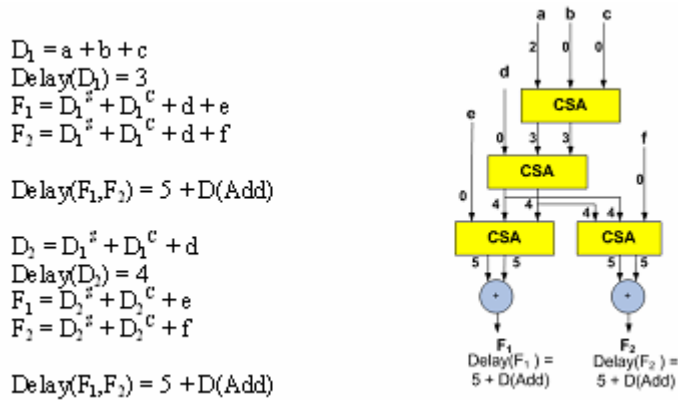 D₁ = a + b + c
Delay(D₁) = 3
F₁ = D₁ˢ + D₁ᶜ + d + e
F₂ = D₁ˢ + D₁ᶜ + d + f
Delay(F₁,F₂) = 5 + D(Add)
D₂ = D₁ˢ + D₁ᶜ + d
Delay(D₂) = 4
F₁ = D₂ˢ + D₂ᶜ + e
F₂ = D₂ˢ + D₂ᶜ + f
Delay(F₁,F₂) = 5 + D(Add)
a b c
2 0 0
d
CSA
e
0 3 3
f
CSA
0
0
4 4 4 4
CSA CSA
5 5 5 5
+ +
F₁ F₂
Delay(F₁ ) = Delay(F₂ ) =
5 + D(Add) 5 + D(Add)